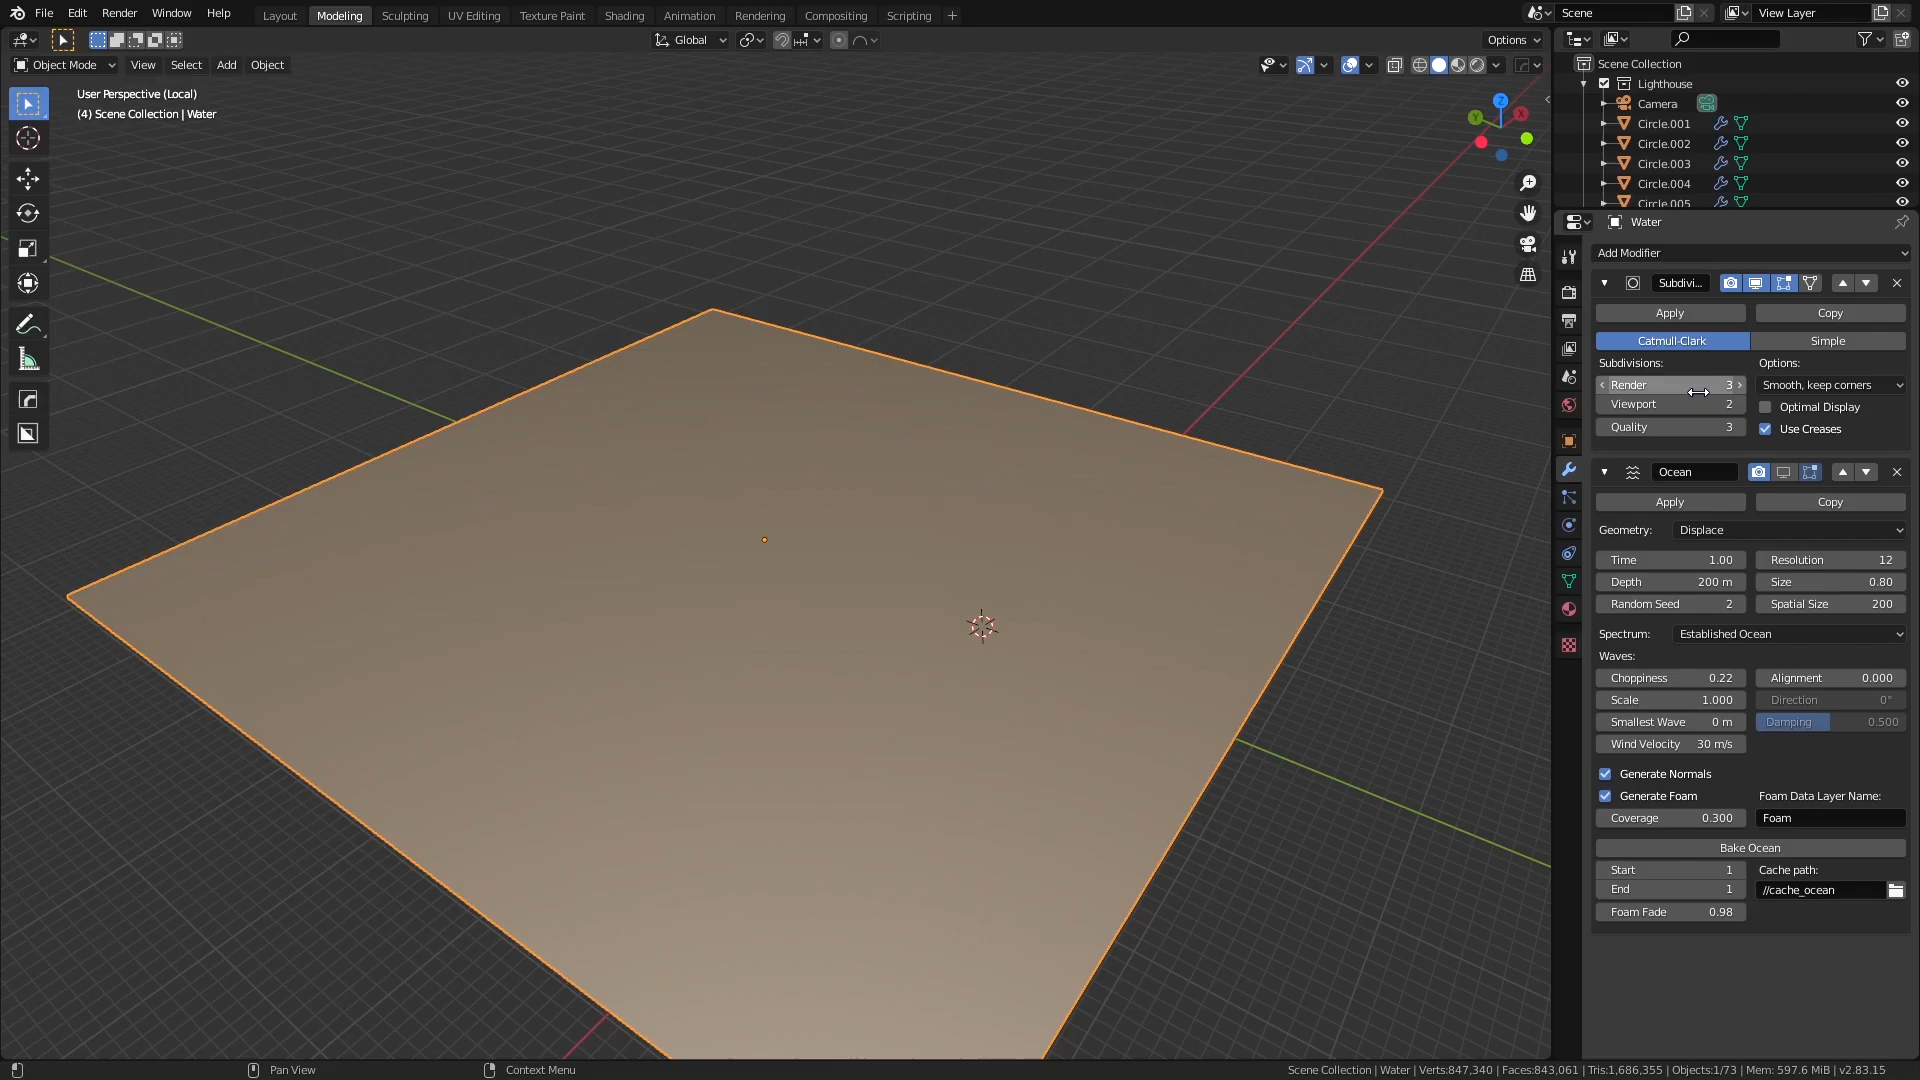 File Edit Render Window Help Layout Modeling Sculpting UV Editing Texture Paint Shading Animation Rendering Compositing Scripting + Scene View Layer
Global Options
Object Mode View Select Add Object
User Perspective (Local)
(4) Scene Collection | Water
Z
Y X
Scene Collection
Lighthouse
Camera
Circle.001
Circle.002
Circle.003
Circle.004
Circle.005
Water
Add Modifier
Subdivi...
Apply Copy
Catmull-Clark Simple
Subdivisions: Options:
Render 3 Smooth, keep corners
Viewport 2 Optimal Display
Quality 3 Use Creases
Ocean
Apply Copy
Geometry: Displace
Time 1.00 Resolution 12
Depth 200 m Size 0.80
Random Seed 2 Spatial Size 200
Spectrum: Established Ocean
Waves:
Choppiness 0.22 Alignment 0.000
Scale 1.000 Direction 0°
Smallest Wave 0 m Damping 0.500
Wind Velocity 30 m/s
Generate Normals
Generate Foam Foam Data Layer Name:
Coverage 0.300 Foam
Bake Ocean
Start 1 Cache path:
End 1 //cache_ocean
Foam Fade 0.98
Pan View Context Menu Scene Collection | Water | Verts:847,340 | Faces:843,061 | Tris:1,686,355 | Objects:1/73 | Mem: 597.6 MiB | v2.83.15